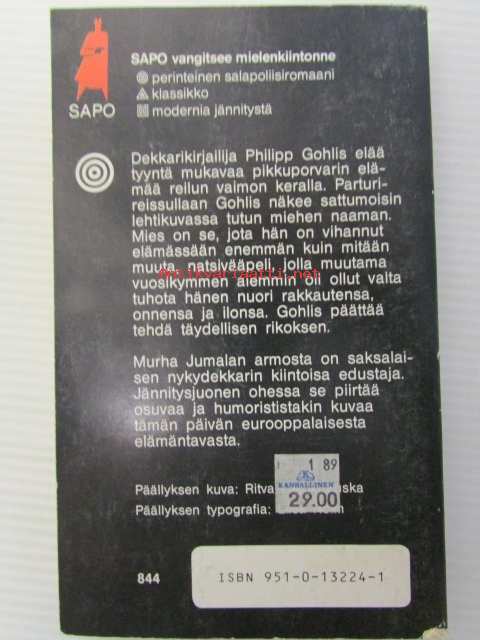 SAPO
SAPO vangitsee mielenkiintonne
perinteinen salapoliisiromaani
klassikko
modernia jännitystä
Dekkarikirjailija Philipp Gohlis elää
tyyntä mukavaa pikkuporvarin elä-
mää reilun vaimon keralla. Parturi-
reissullaan Gohlis näkee sattumoisin
lehtikuvassa tutun miehen naaman.
Mies on se, jota hän on vihannut
elämässään enemmän kuin mitään
muuta, natsivääpeli, jolla muutama
vuosikymmen aiemmin oli ollut valta
tuhota hänen nuori rakkautensa,
onnensa ja ilonsa. Gohlis päättää
tehdä täydellisen rikoksen.
Antikvariaatti.net
Murha Jumalan armosta on saksalai-
sen nykydekkarin kiintoisa edustaja.
Jännitysjuonen ohessa se piirtää
osuvaa ja humorististakin kuvaa
tämän päivän eurooppalaisesta
elämäntavasta.
1 89
KANSALLINEN
29.00
Päällyksen kuva: Ritva
Päällyksen typografia:
844
ISBN 951-0-13224-1